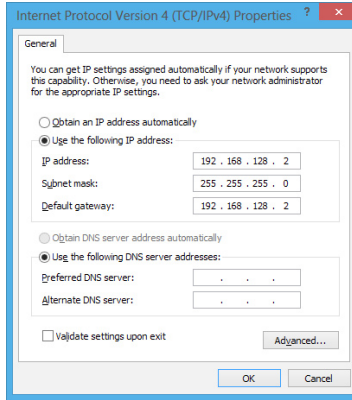 Internet Protocol Version 4 (TCP/IPv4) Properties ? ×
General
You can get IP settings assigned automatically if your network supports
this capability. Otherwise, you need to ask your network administrator
for the appropriate IP settings.
Obtain an IP address automatically
Use the following IP address:
IP address: 192 . 168 . 128 . 2
Subnet mask: 255 . 255 . 255 . 0
Default gateway: 192 . 168 . 128 . 2
Obtain DNS server address automatically
Use the following DNS server addresses:
Preferred DNS server: . . .
Alternate DNS server: . . .
Validate settings upon exit
Advanced...
OK Cancel